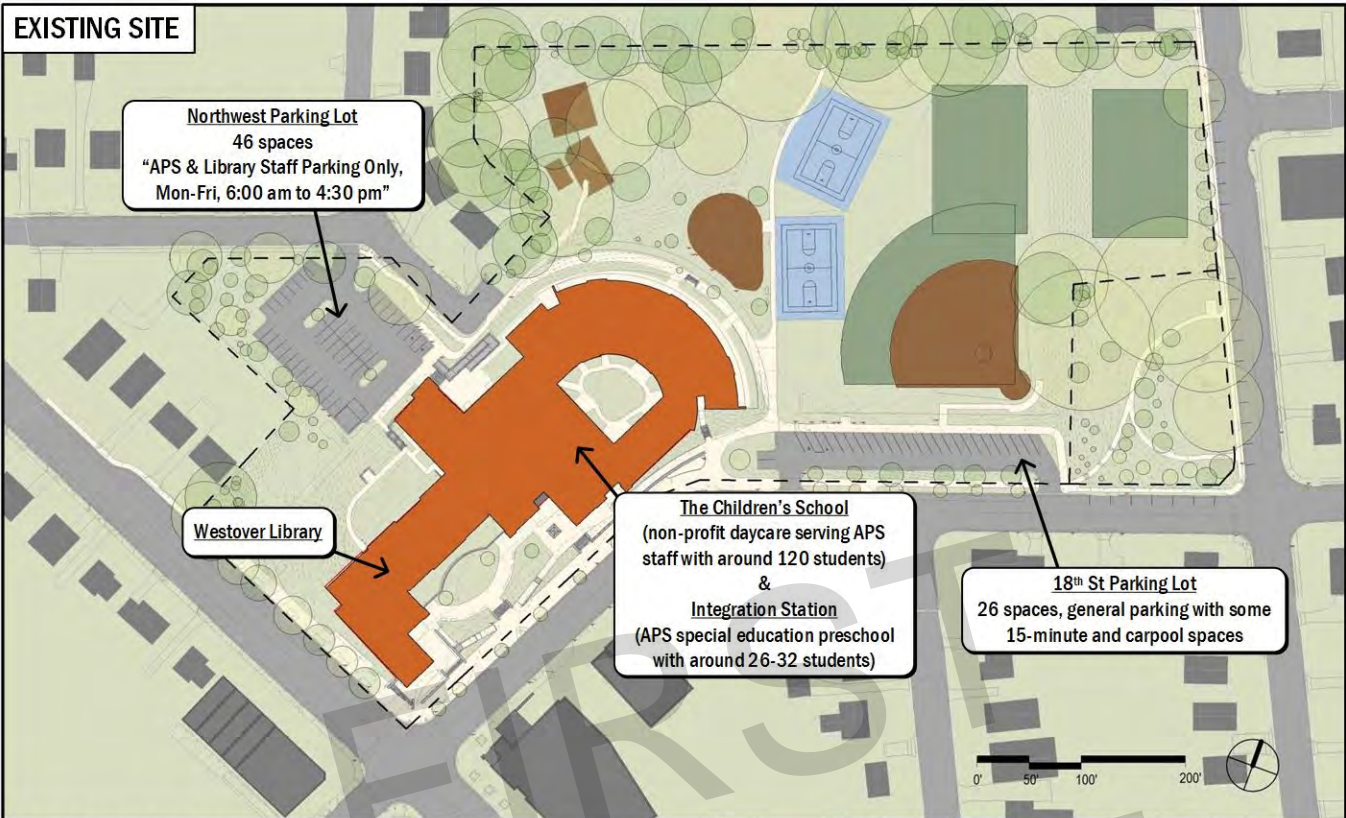 EXISTING SITE
Northwest Parking Lot
46 spaces
“APS & Library Staff Parking Only,
Mon-Fri, 6:00 am to 4:30 pm”
Westover Library
The Children’s School
(non-profit daycare serving APS
staff with around 120 students)
&
Integration Station
(APS special education preschool
with around 26-32 students)
18th St Parking Lot
26 spaces, general parking with some
15-minute and carpool spaces
0' 50' 100' 200'
FIRST